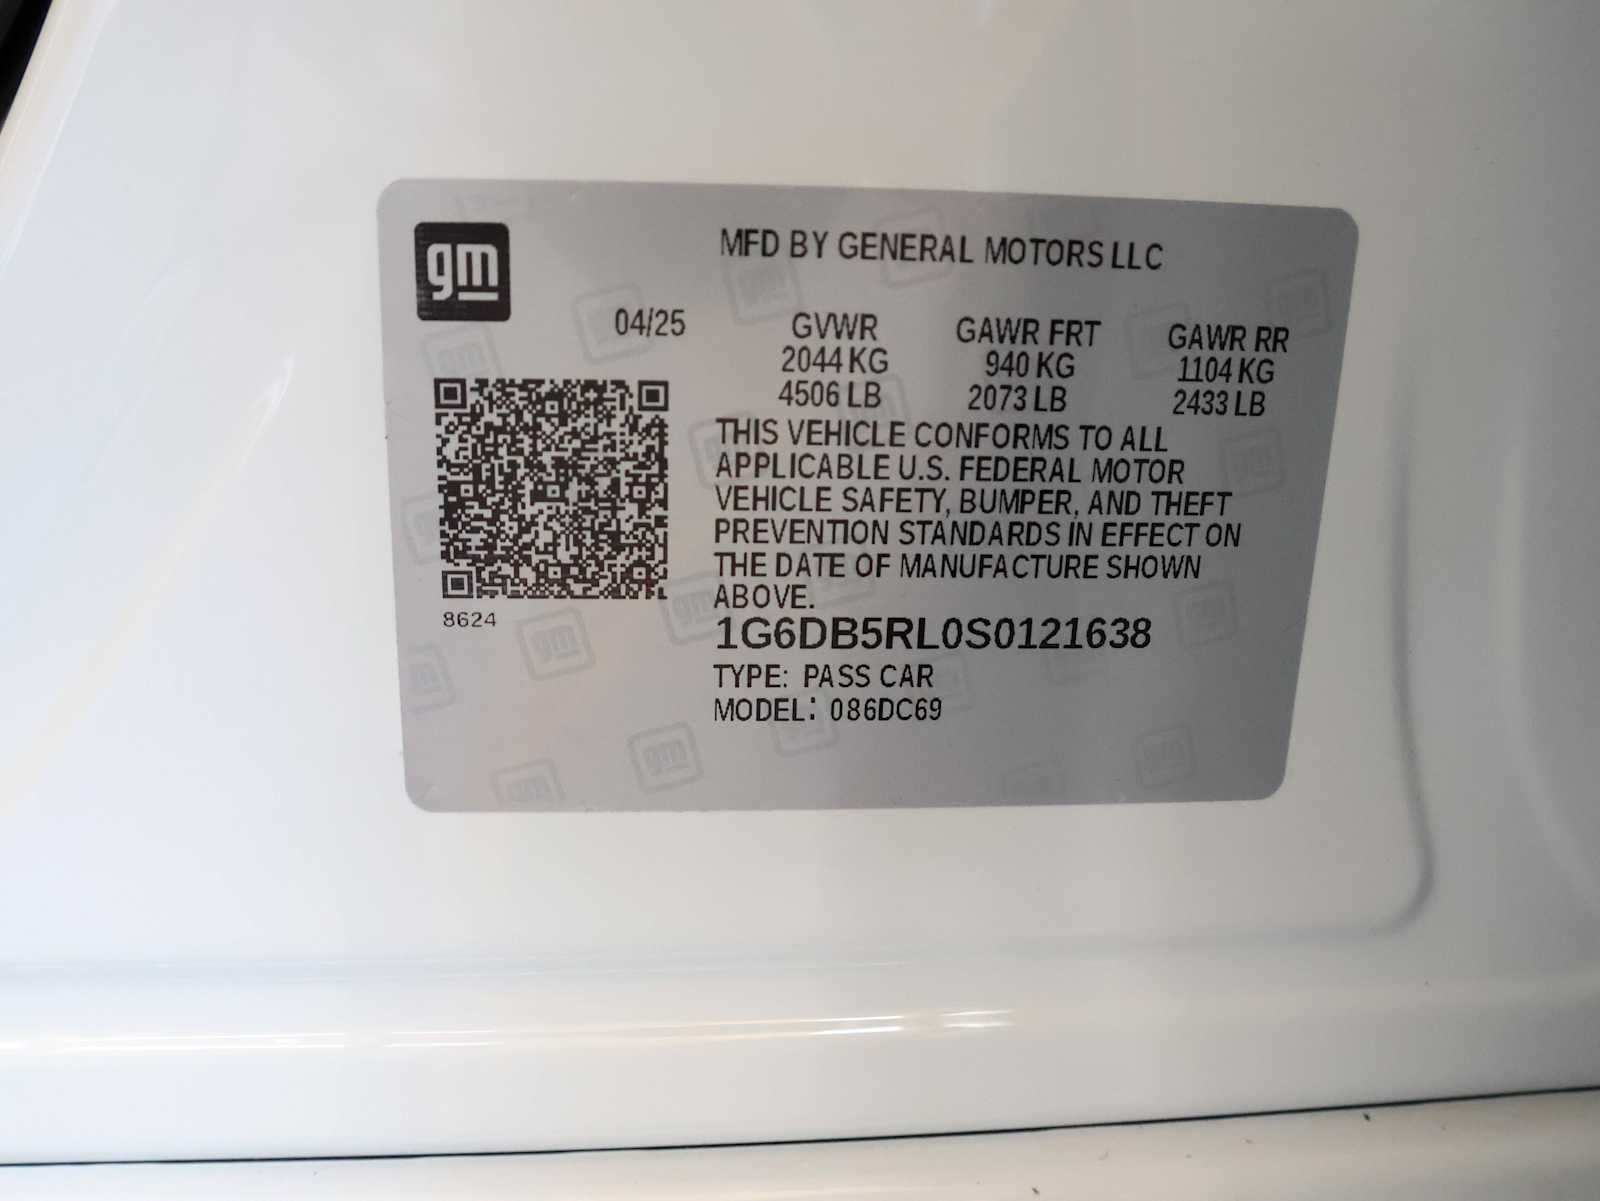 gm
MFD BY GENERAL MOTORS LLC
04/25
GVWR GAWR FRT GAWR RR
2044 KG 940 KG 1104 KG
4506 LB 2073 LB 2433 LB
THIS VEHICLE CONFORMS TO ALL
APPLICABLE U.S. FEDERAL MOTOR
VEHICLE SAFETY, BUMPER, AND THEFT
PREVENTION STANDARDS IN EFFECT ON
THE DATE OF MANUFACTURE SHOWN
ABOVE.
8624
1G6DB5RL0S0121638
TYPE: PASS CAR
MODEL: 086DC69